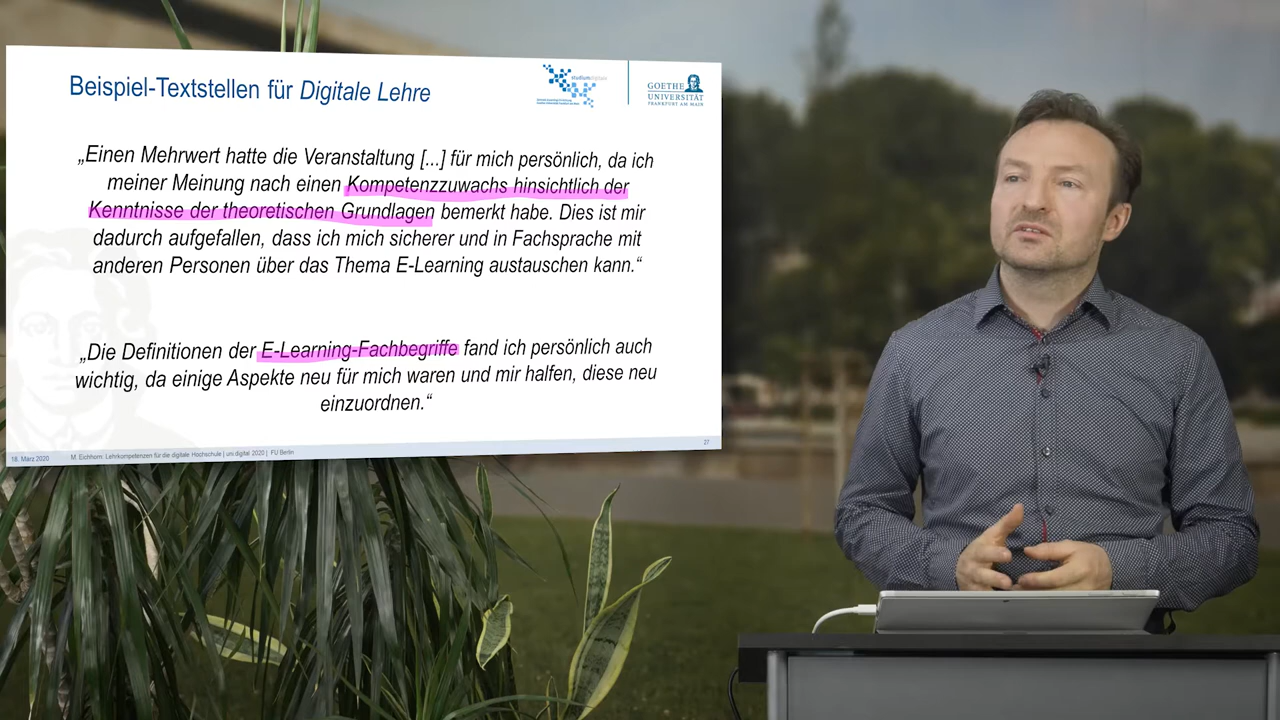 Beispiel-Textstellen für Digitale Lehre
studiumdigitale
GOETHE
UNIVERSITÄT
FRANKFURT AM MAIN
„Einen Mehrwert hatte die Veranstaltung [...] für mich persönlich, da ich
meiner Meinung nach einen Kompetenzzuwachs hinsichtlich der
Kenntnisse der theoretischen Grundlagen bemerkt habe. Dies ist mir
dadurch aufgefallen, dass ich mich sicherer und in Fachsprache mit
anderen Personen über das Thema E-Learning austauschen kann.“
„Die Definitionen der E-Learning-Fachbegriffe fand ich persönlich auch
wichtig, da einige Aspekte neu für mich waren und mir halfen, diese neu
einzuordnen.“
18. März 2020 M. Eichhorn: Lehrkompetenzen für die digitale Hochschule | uni.digital 2020 | FU Berlin 27